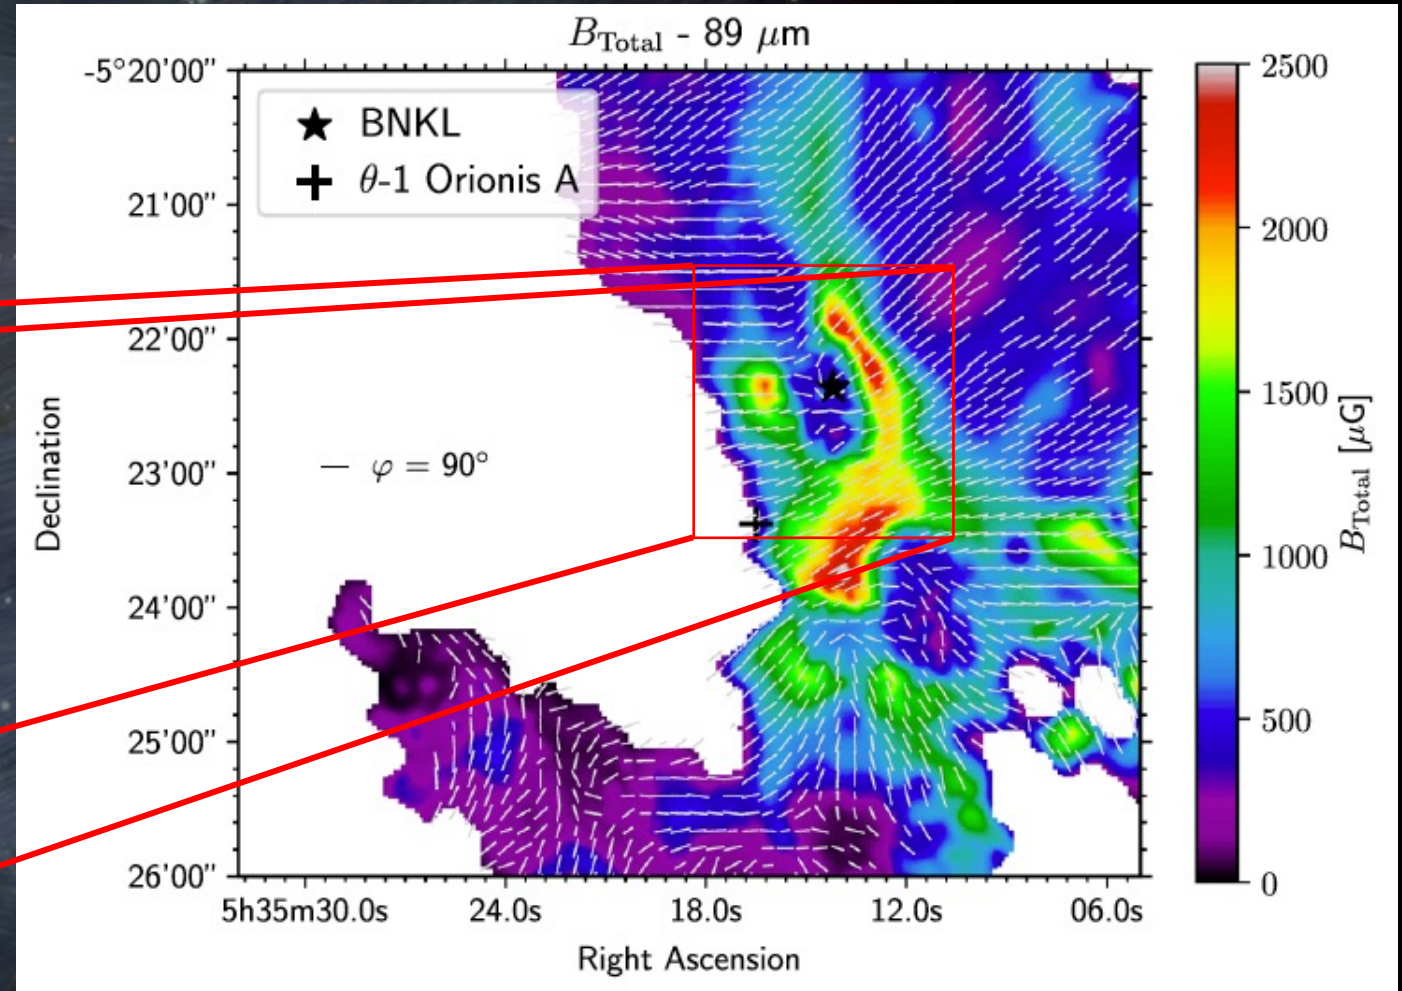 B_Total - 89 μm
★ BNKL
+ θ-1 Orionis A
-5°20'00"
21'00"
22'00"
23'00"
24'00"
25'00"
26'00"
Declination
— φ = 90°
5h35m30.0s 24.0s 18.0s 12.0s 06.0s
Right Ascension
2500
2000
1500
1000
500
0
B_Total [μG]